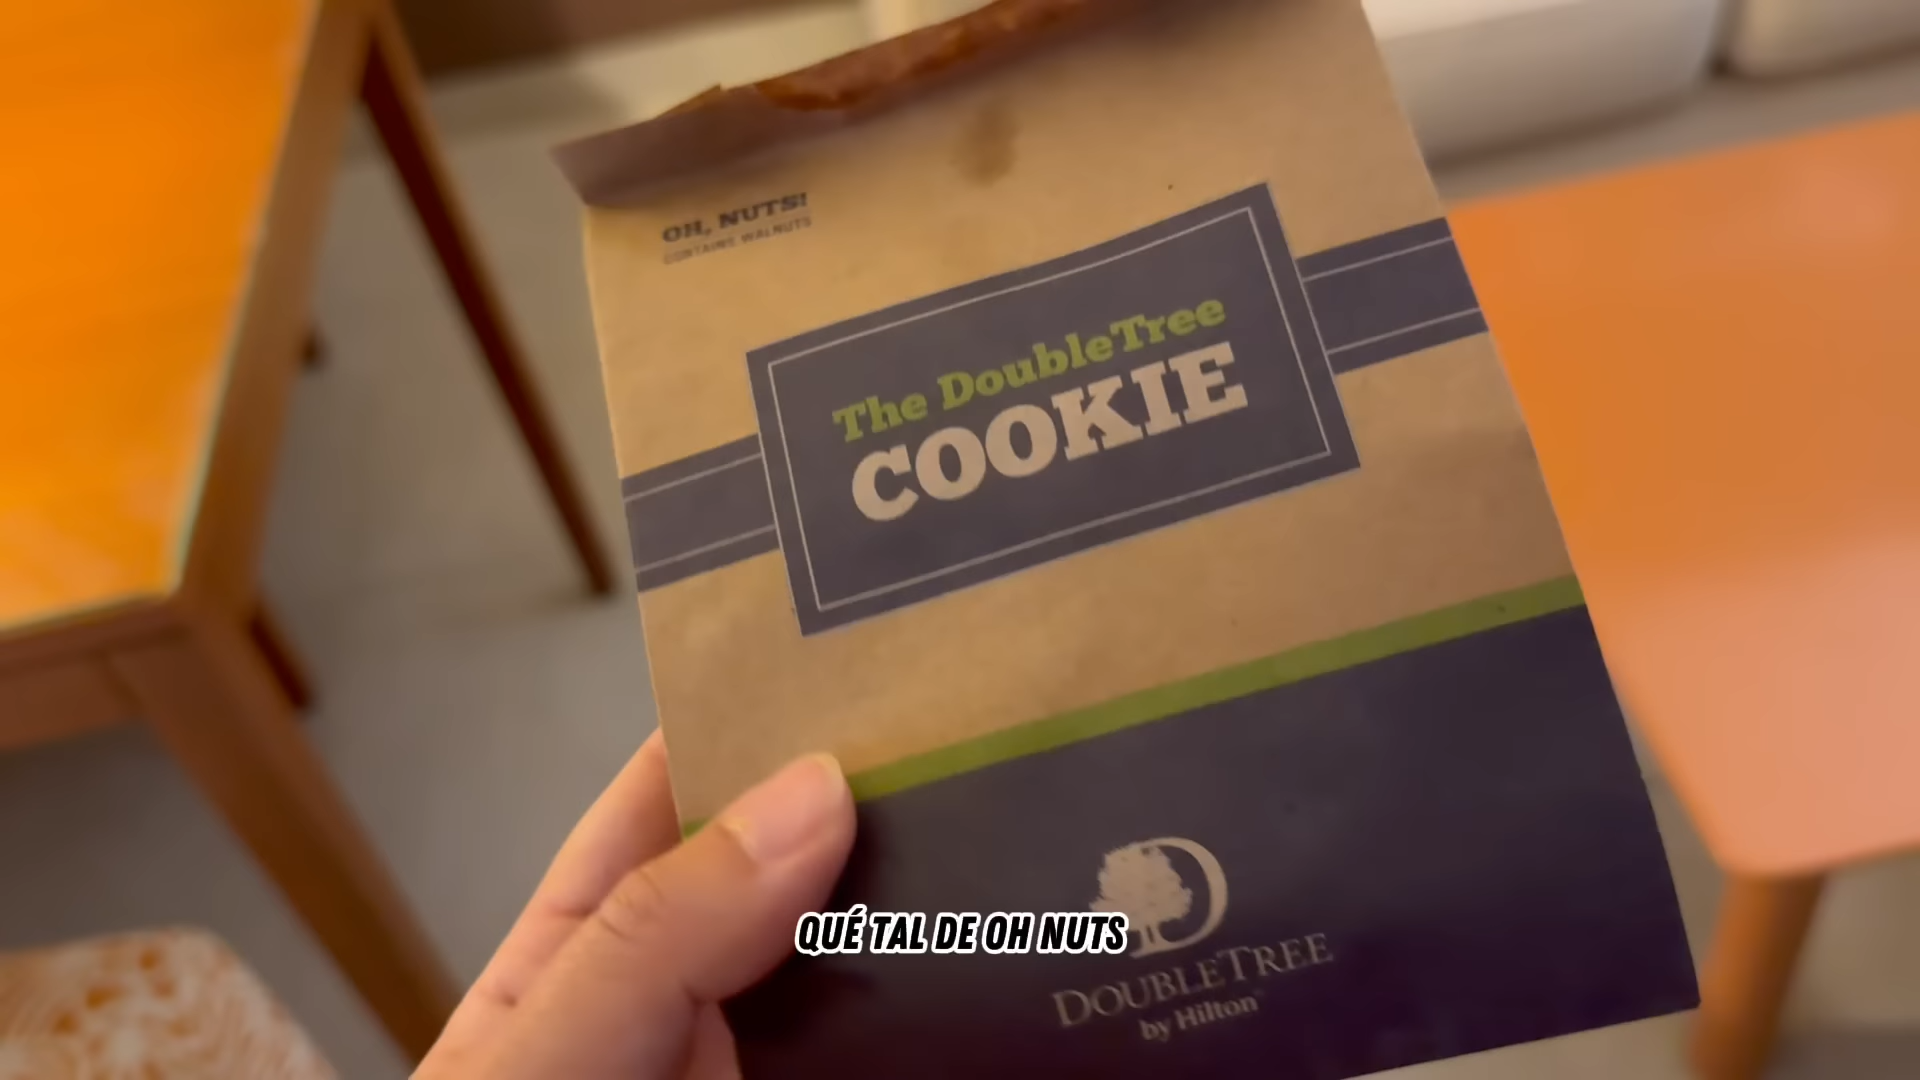 OH, NUTS!
CONTAINS WALNUTS
The DoubleTree
COOKIE
QUÉ TAL DE OH NUTS
DOUBLETREE
by Hilton